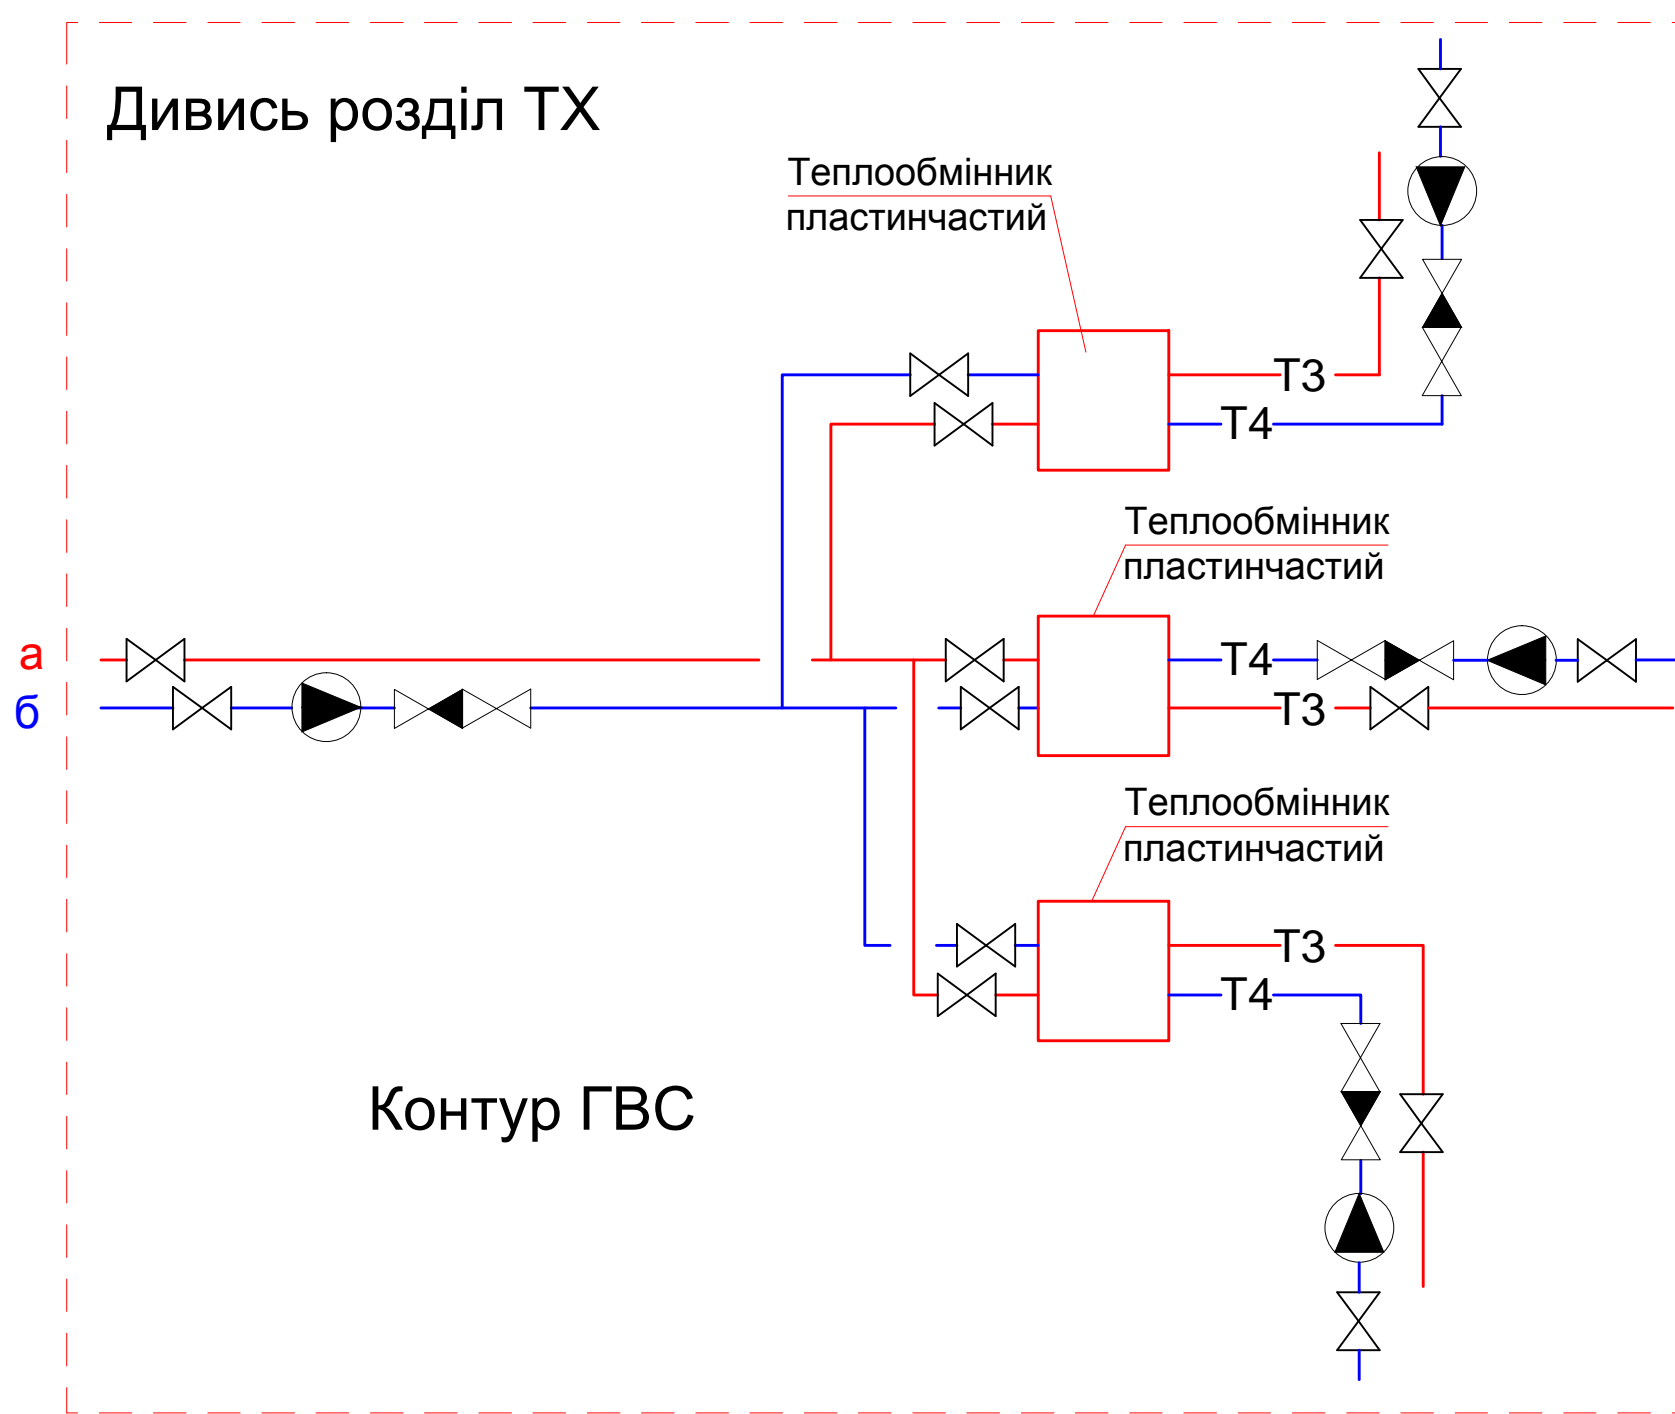 Дивись розділ ТХ
Теплообмінник
пластинчастий
Т3
Т4
Теплообмінник
пластинчастий
а
Т4
б
Т3
Теплообмінник
пластинчастий
Т3
Т4
Контур ГВС